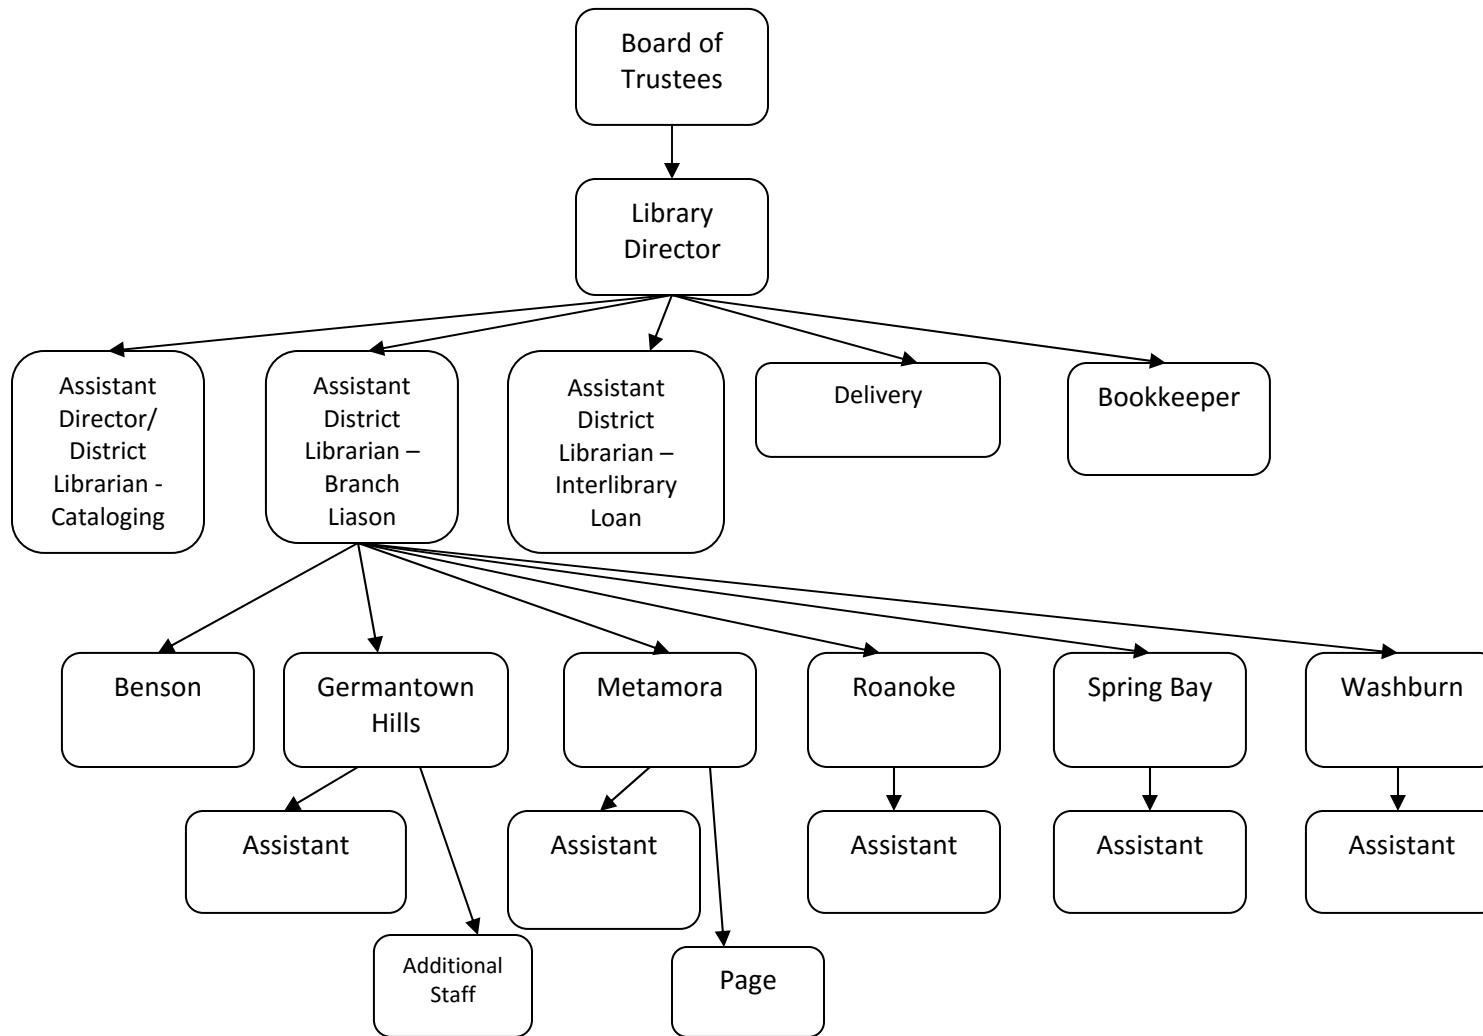 Board of
Trustees
Library
Director
Assistant
Director/
District
Librarian -
Cataloging
Assistant
District
Librarian –
Branch
Liason
Assistant
District
Librarian –
Interlibrary
Loan
Delivery
Bookkeeper
Benson
Germantown
Hills
Metamora
Roanoke
Spring Bay
Washburn
Assistant
Assistant
Assistant
Assistant
Assistant
Additional
Staff
Page